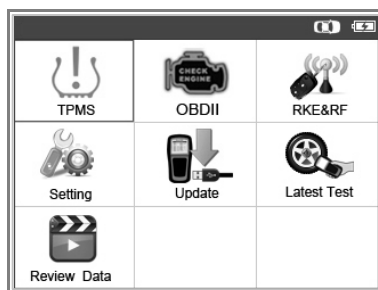 TPMS
CHECK
ENGINE
OBDII
RKE&RF
Setting
Update
Latest Test
Review Data